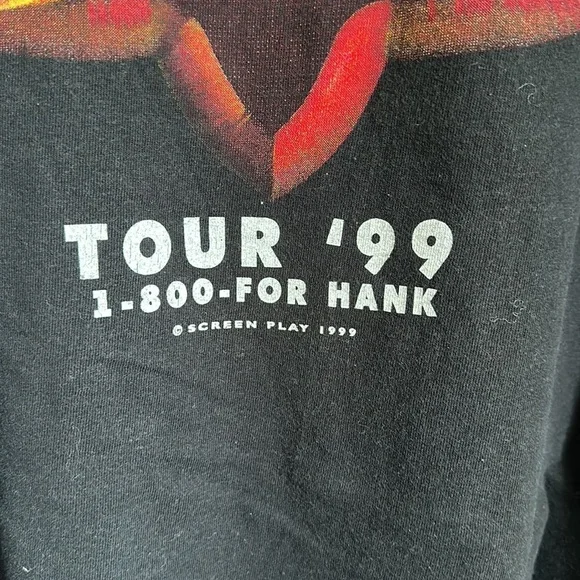 TOUR '99
1-800-FOR HANK
© SCREEN PLAY 1999